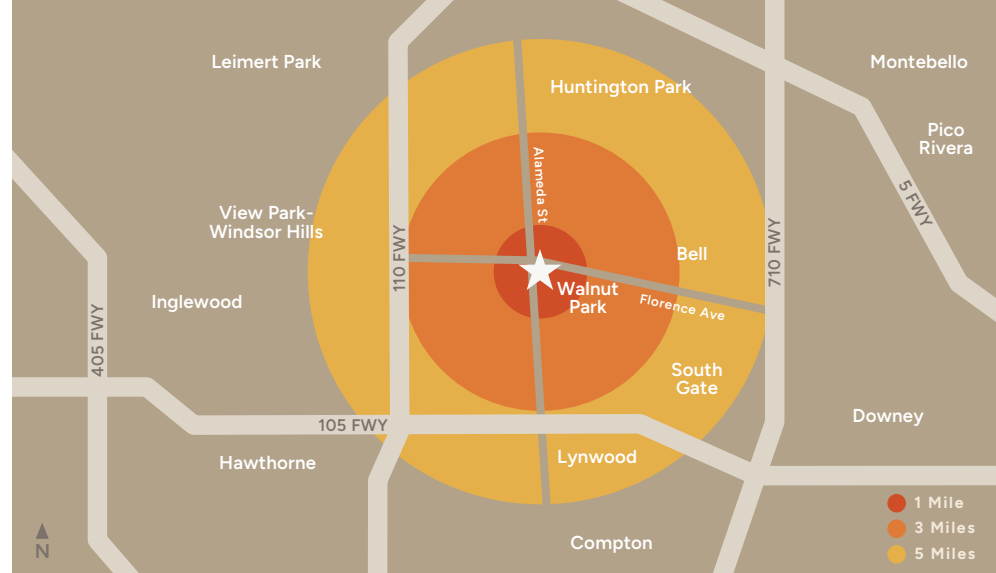 Leimert Park
Montebello
Huntington Park
Pico
Rivera
Alameda St
5 FWY
View Park-
Windsor Hills
110 FWY
710 FWY
Bell
Walnut
Park
Inglewood
Florence Ave
405 FWY
South
Gate
Downey
105 FWY
Hawthorne
Lynwood
1 Mile
3 Miles
5 Miles
Compton
N